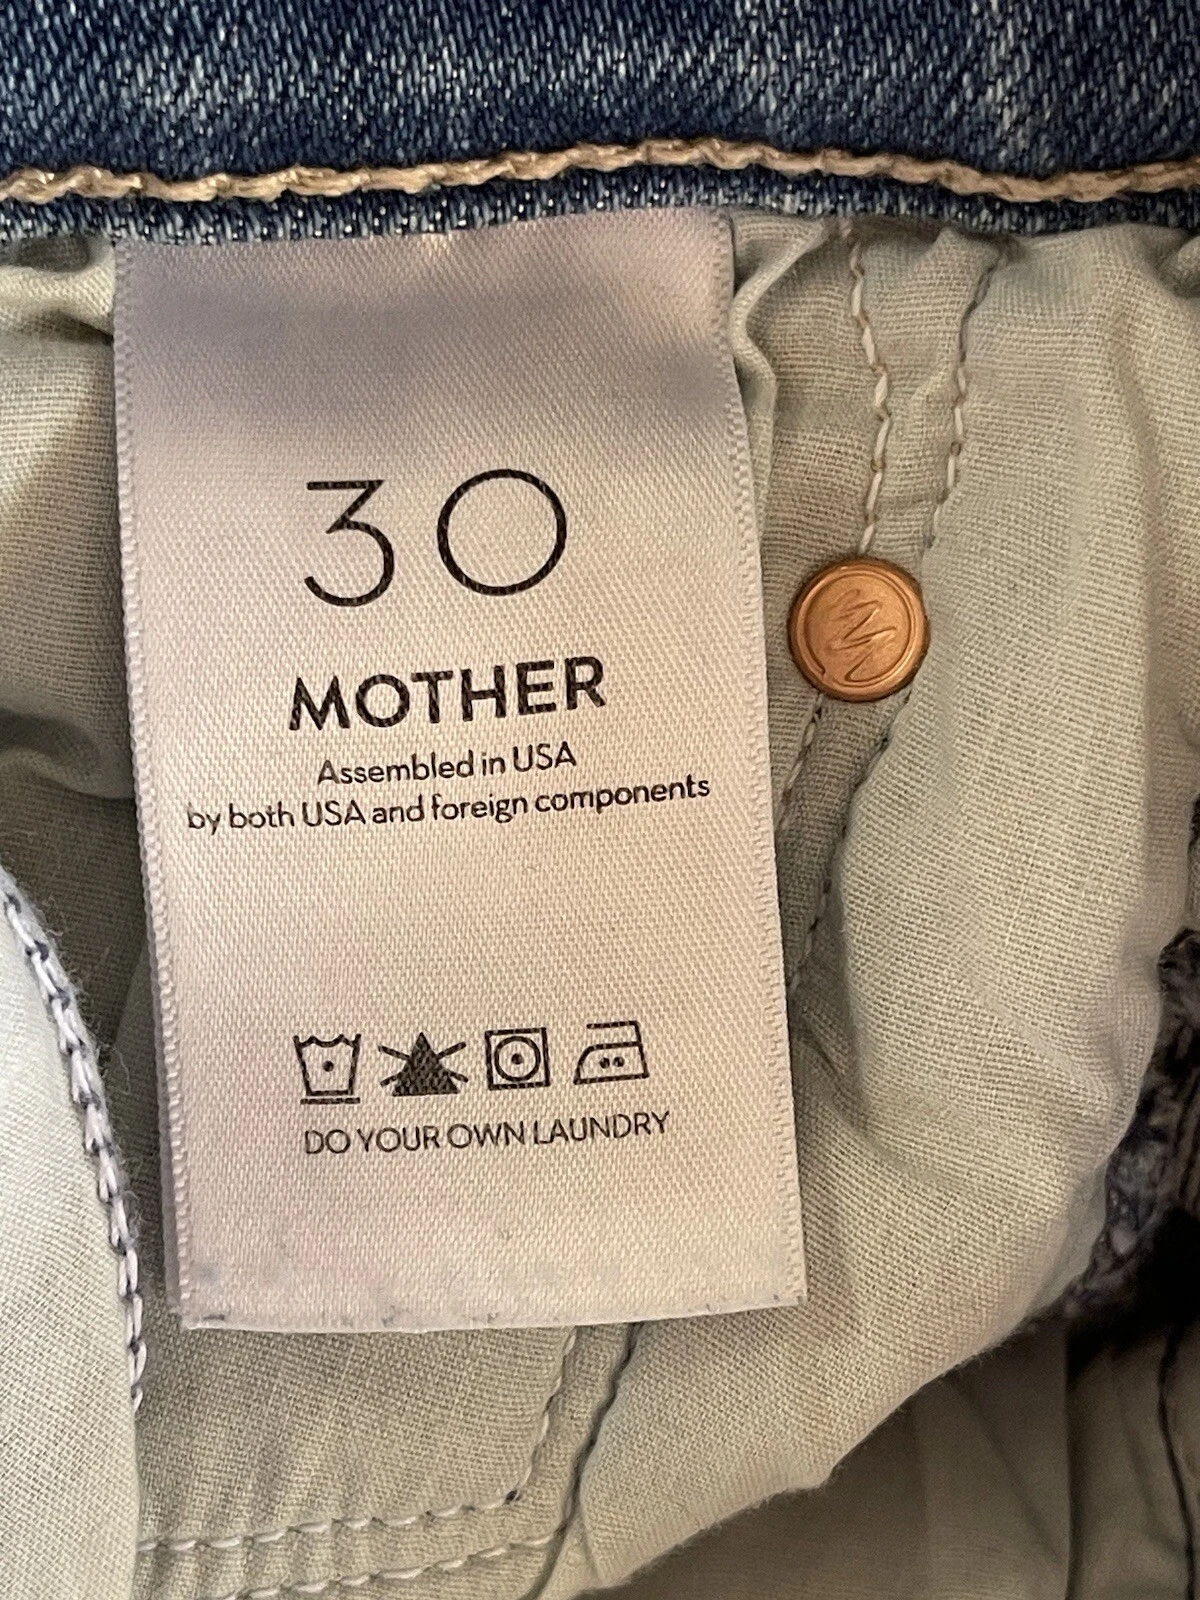 30
MOTHER
Assembled in USA
by both USA and foreign components
DO YOUR OWN LAUNDRY